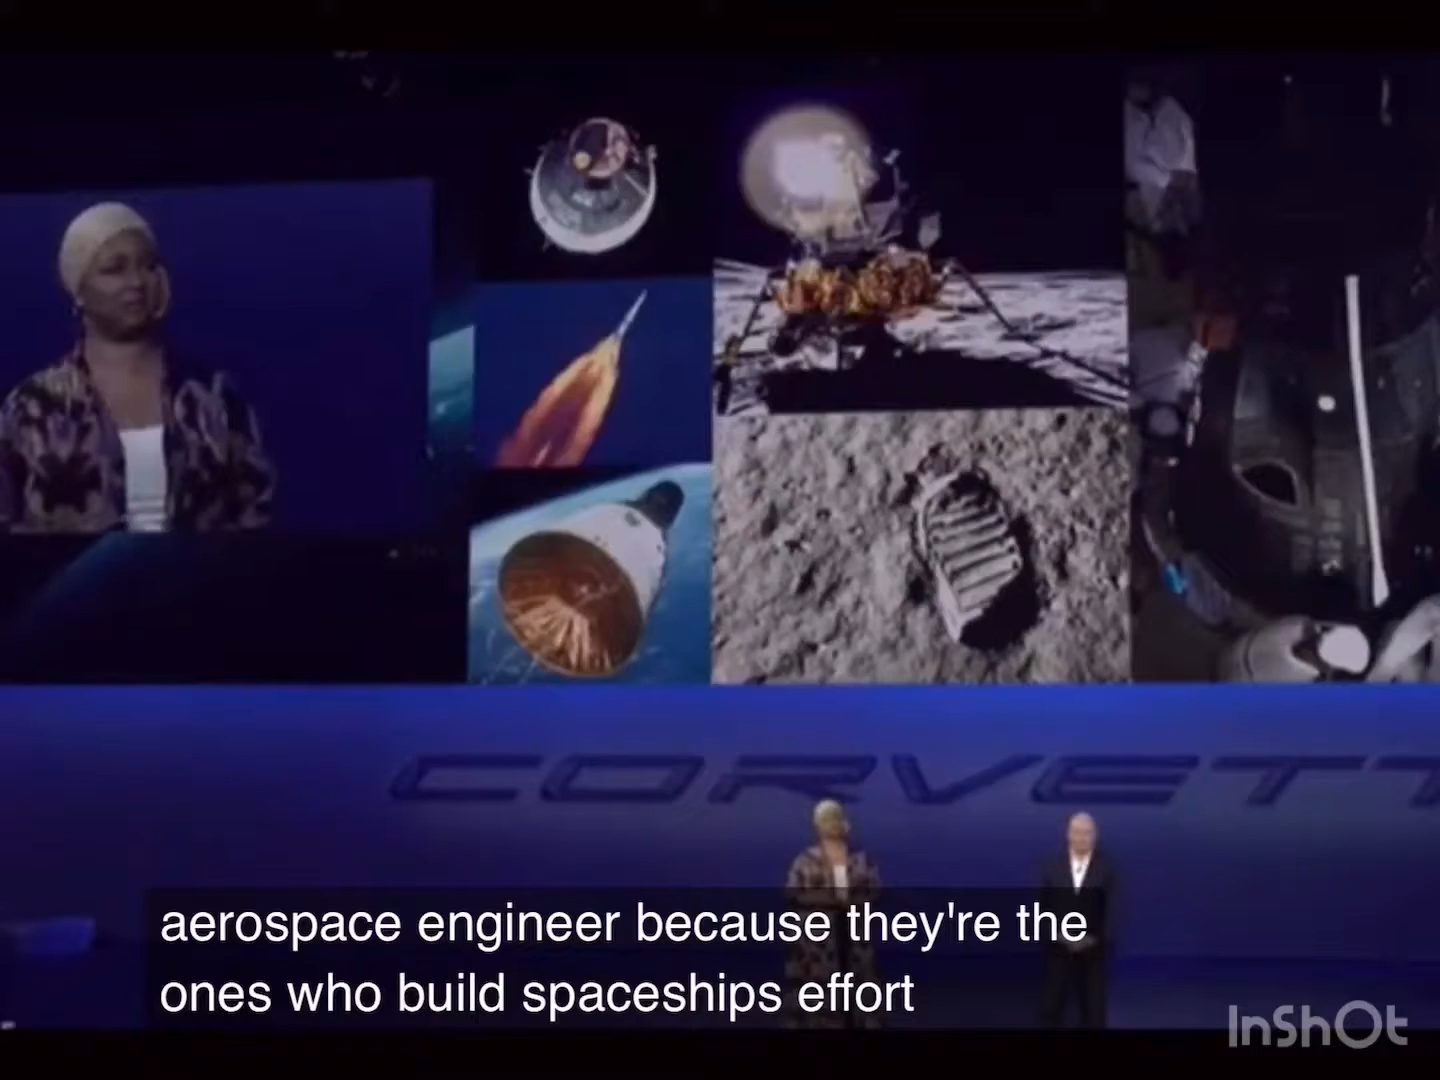 CORVETT
aerospace engineer because they're the
ones who build spaceships effort
InShOt